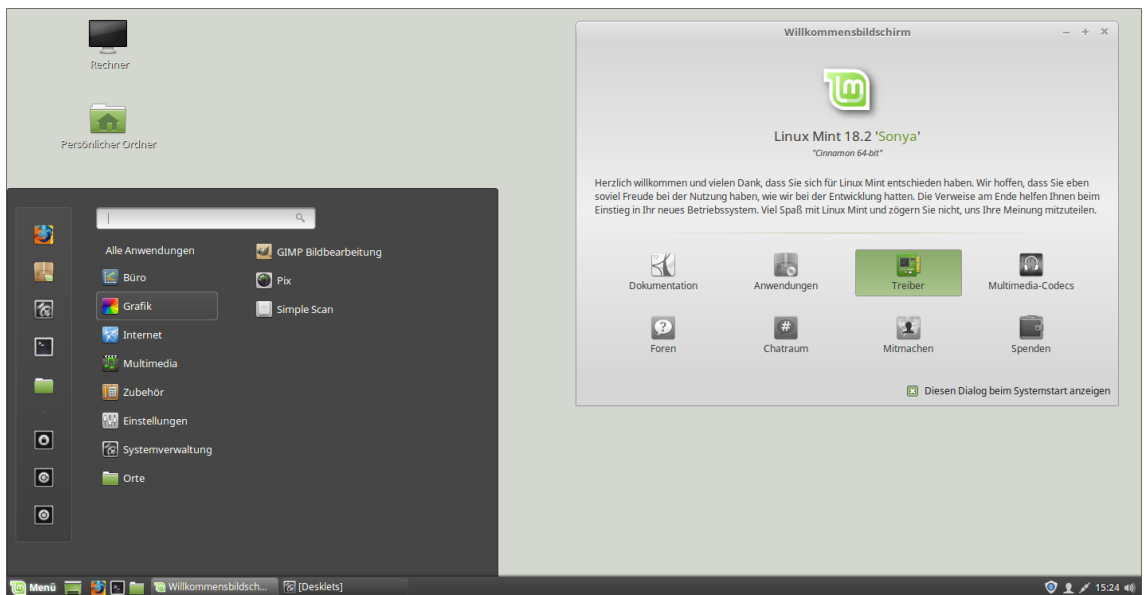 Rechner
Persönlicher Ordner
Willkommensbildschirm
Linux Mint 18.2 'Sonya'
"Cinnamon 64-bit"
Herzlich willkommen und vielen Dank, dass Sie sich für Linux Mint entschieden haben. Wir hoffen, dass Sie eben
soviel Freude bei der Nutzung haben, wie wir bei der Entwicklung hatten. Die Verweise am Ende helfen Ihnen beim
Einstieg in Ihr neues Betriebssystem. Viel Spaß mit Linux Mint und zögern Sie nicht, uns Ihre Meinung mitzuteilen.
Dokumentation
Anwendungen
Treiber
Multimedia-Codecs
Foren
Chatraum
Mitmachen
Spenden
Diesen Dialog beim Systemstart anzeigen
Alle Anwendungen
Büro
Grafik
Internet
Multimedia
Zubehör
Einstellungen
Systemverwaltung
Orte
GIMP Bildbearbeitung
Pix
Simple Scan
Menü
Willkommensbildsch...
[Desklets]
15:24